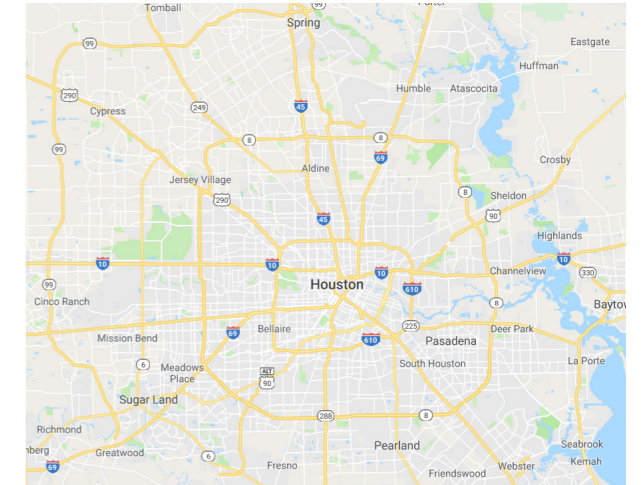 Tomball
99
Spring
99
Eastgate
Huffman
290
Humble
Atascocita
249
45
Cypress
8
8
99
69
Crosby
Aldine
Jersey Village
8
Sheldon
290
90
45
Highlands
10
10
10
10
Channelview
330
99
Houston
610
Cinco Ranch
8
Baytow
69
Bellaire
225
Deer Park
Mission Bend
610
Pasadena
6
Meadows
Place
ALT
90
South Houston
La Porte
Sugar Land
288
8
Richmond
Pearland
Seabrook
nberg
Greatwood
6
69
Fresno
Friendswood
Webster
Kemah